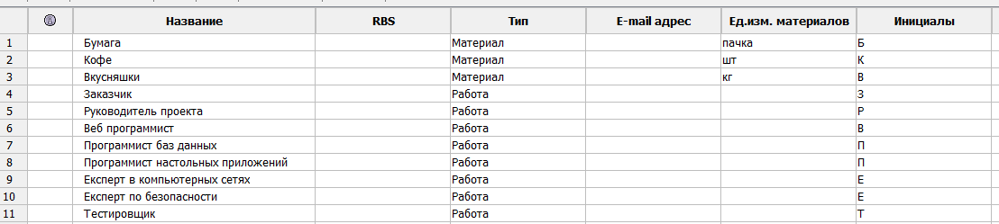 Название RBS Тип E-mail адрес Ед.изм. материалов Инициалы
1 Бумага Материал пачка Б
2 Кофе Материал шт К
3 Вкусняшки Материал кг В
4 Заказчик Работа З
5 Руководитель проекта Работа Р
6 Веб программист Работа В
7 Программист баз данных Работа П
8 Программист настольных приложений Работа П
9 Експерт в компьютерных сетях Работа Е
10 Експерт по безопасности Работа Е
11 Тестировщик Работа Т